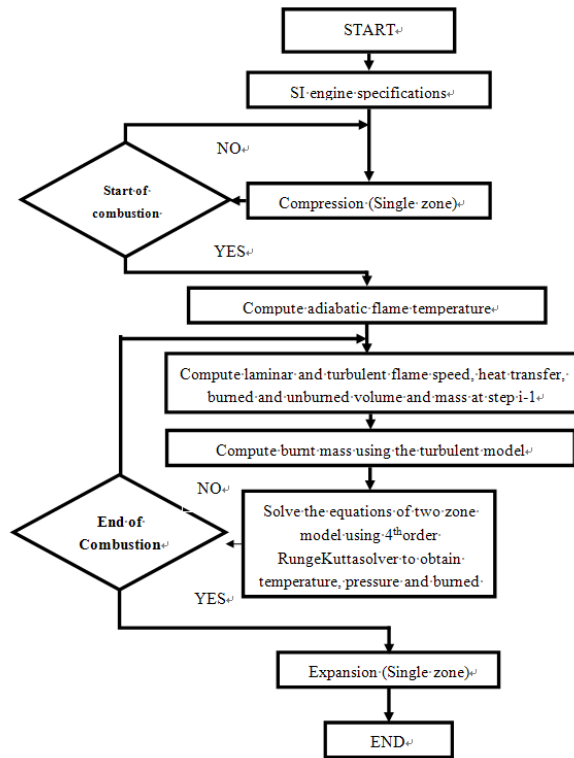 START
SI engine specifications
NO
Start of
combustion
Compression (Single zone)
YES
Compute adiabatic flame temperature
Compute laminar and turbulent flame speed, heat transfer,
burned and unburned volume and mass at step i-1
Compute burnt mass using the turbulent model
NO
End of
Combustion
Solve the equations of two zone
model using 4th order
RungeKuttasolver to obtain
temperature, pressure and burned
YES
Expansion (Single zone)
END